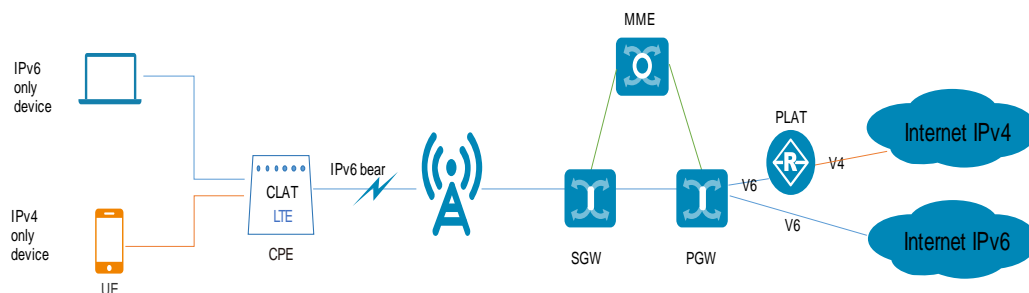 MME
IPv6
only
device
PLAT
Internet IPv4
R
V4
IPv6 bear
CLAT
LTE
V6
IPv4
only
device
V6
Internet IPv6
CPE
SGW
PGW
UE